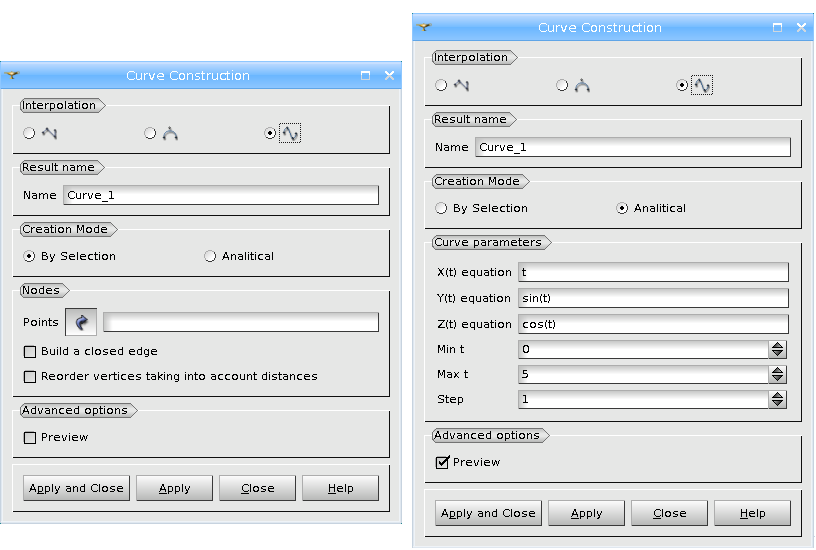 Curve Construction
Interpolation
Result name
Name Curve_1
Creation Mode
By Selection Analitical
Nodes
Points
Build a closed edge
Reorder vertices taking into account distances
Advanced options
Preview
Apply and Close Apply Close Help
Curve Construction
Interpolation
Result name
Name Curve_1
Creation Mode
By Selection Analitical
Curve parameters
X(t) equation t
Y(t) equation sin(t)
Z(t) equation cos(t)
Min t 0
Max t 5
Step 1
Advanced options
Preview
Apply and Close Apply Close Help